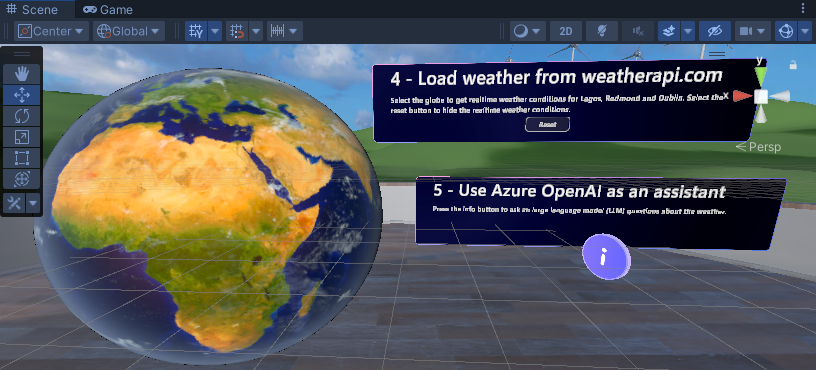 Scene
Game
Center
Global
2D
4 - Load weather from weatherapi.com
Select the globe to get realtime weather conditions for Lagos, Redmond and Dublin. Select the
reset button to hide the realtime weather conditions.
Reset
y
x
Persp
5 - Use Azure OpenAI as an assistant
Press the info button to ask an large language model (LLM) questions about the weather.
i